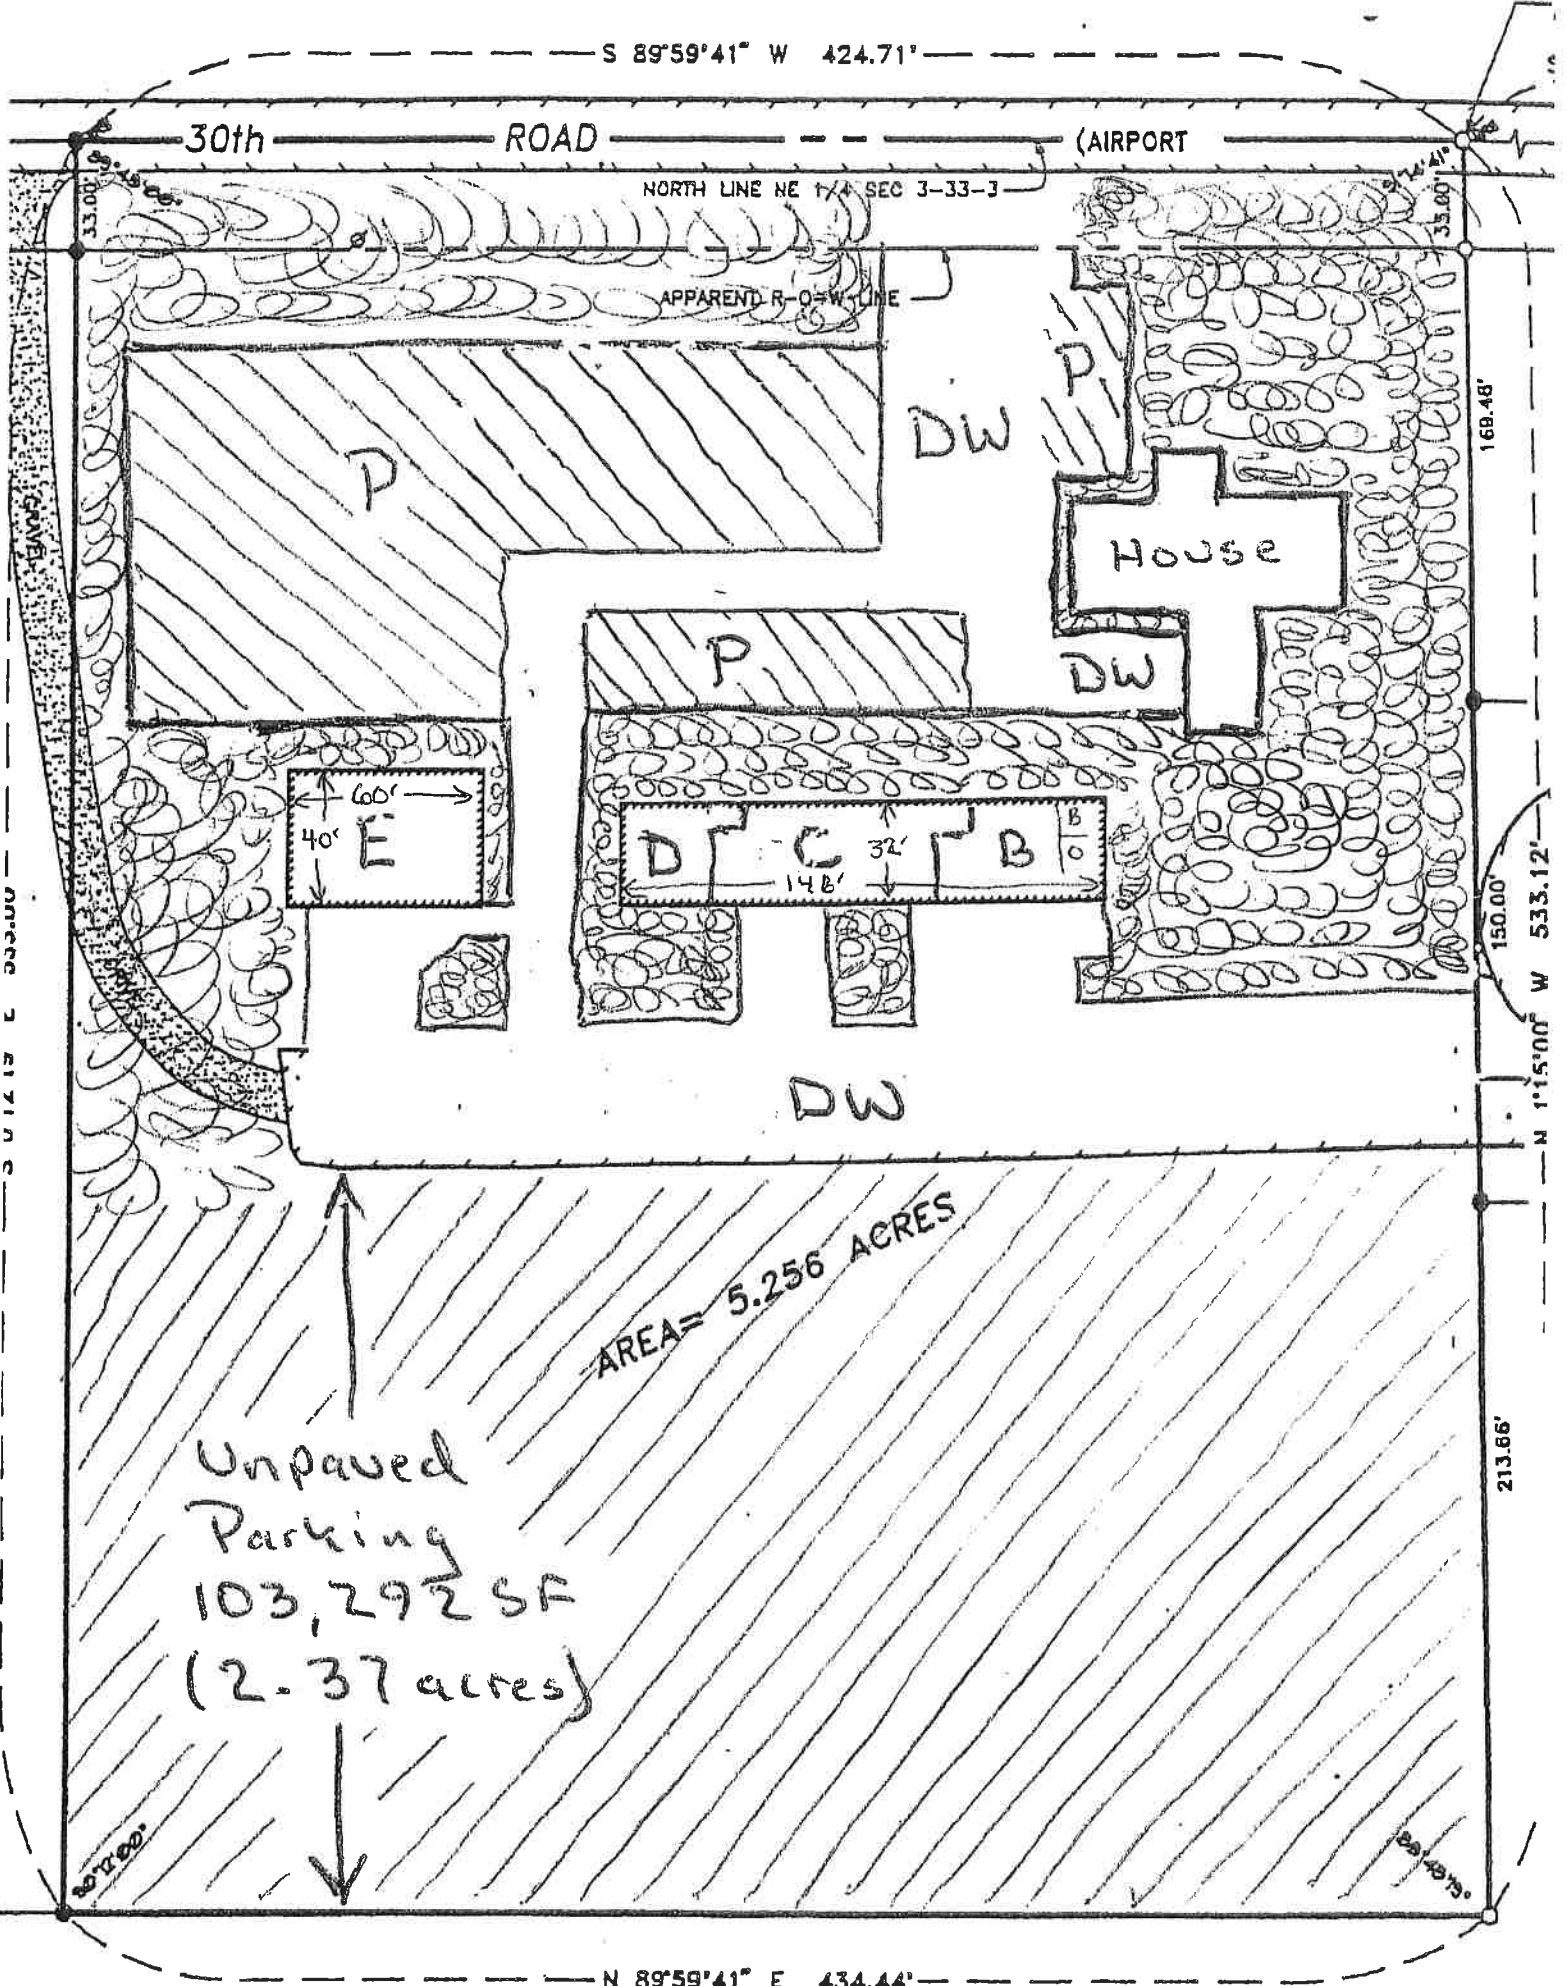 S 89°59'41" W 424.71'
30th ROAD (AIRPORT
NORTH LINE NE 1/4 SEC 3-33-3
33.00'
33.00'
APPARENT R-O-W LINE
P
DW
P
169.48'
GRAVEL
House
P
DW
60'
40'
E
D
C
32'
B
B
O
148'
150.00'
N 1°15'00" W 533.12'
DW
AREA= 5.256 ACRES
Unpaved
Parking
103,292 SF
(2.37 acres)
213.66'
N 89°59'41" E 434.44'